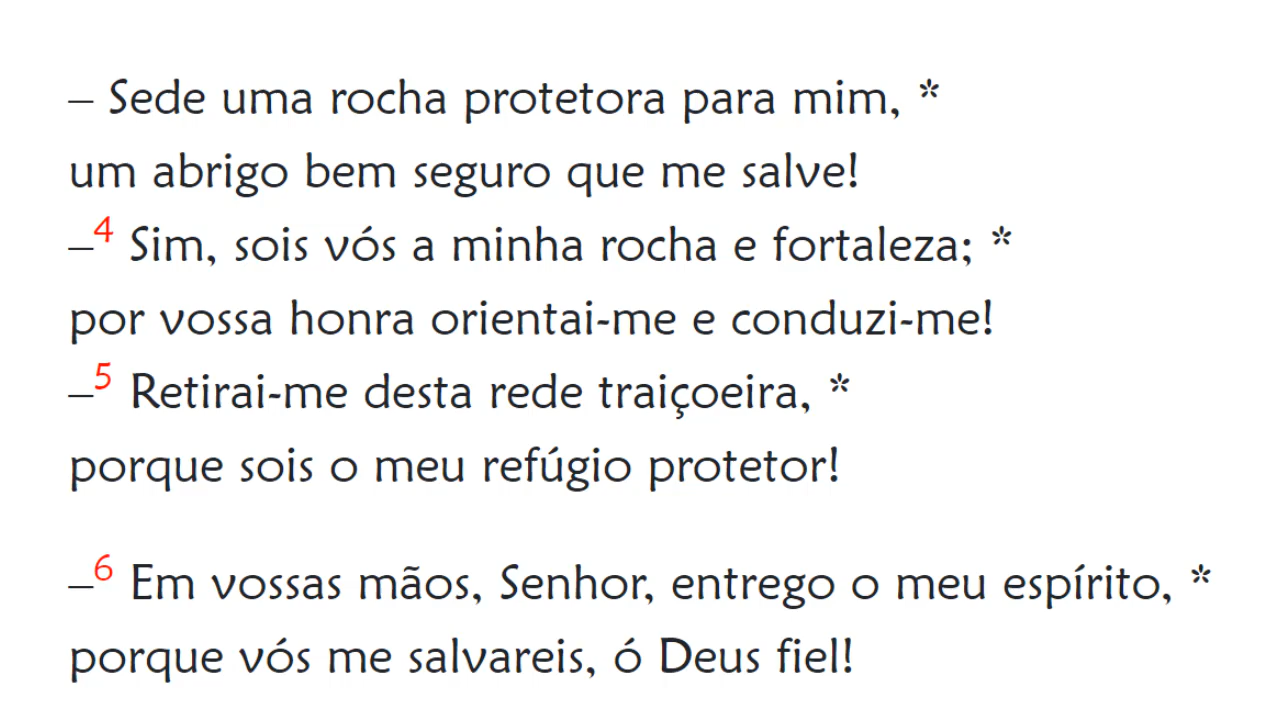 – Sede uma rocha protetora para mim, *
um abrigo bem seguro que me salve!
–4 Sim, sois vós a minha rocha e fortaleza; *
por vossa honra orientai-me e conduzi-me!
–5 Retirai-me desta rede traiçoeira, *
porque sois o meu refúgio protetor!
–6 Em vossas mãos, Senhor, entrego o meu espírito, *
porque vós me salvareis, ó Deus fiel!